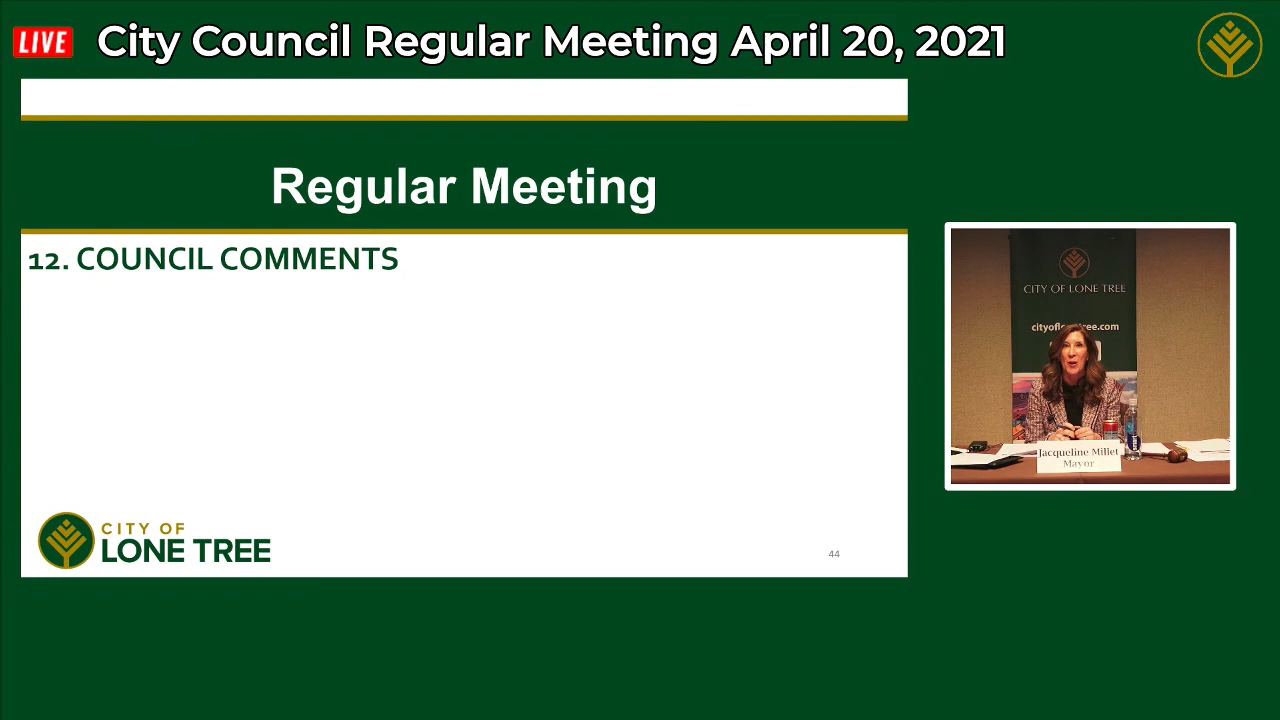 LIVE
City Council Regular Meeting April 20, 2021
Regular Meeting
12. COUNCIL COMMENTS
CITY OF LONE TREE
Jacqueline Millet
Mayor
CITY OF
LONE TREE
44